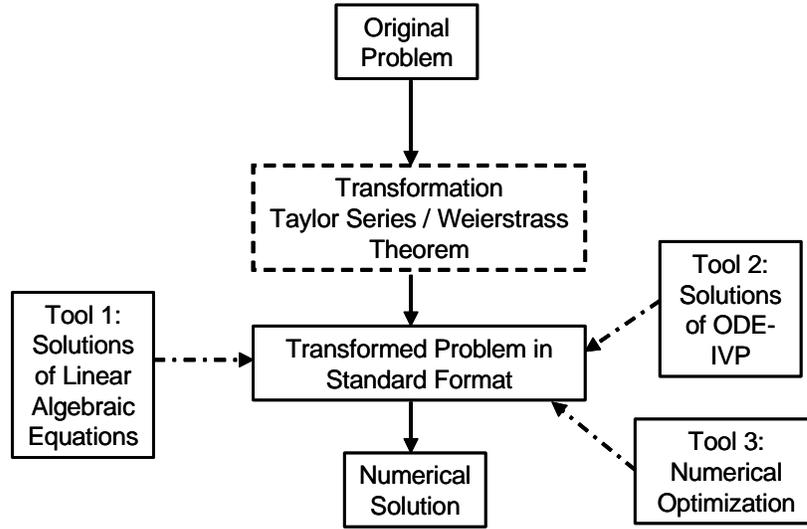 Original
Problem
Transformation
Taylor Series / Weierstrass
Theorem
Tool 2:
Solutions
of ODE-
IVP
Tool 1:
Solutions
of Linear
Algebraic
Equations
Transformed Problem in
Standard Format
Tool 3:
Numerical
Optimization
Numerical
Solution